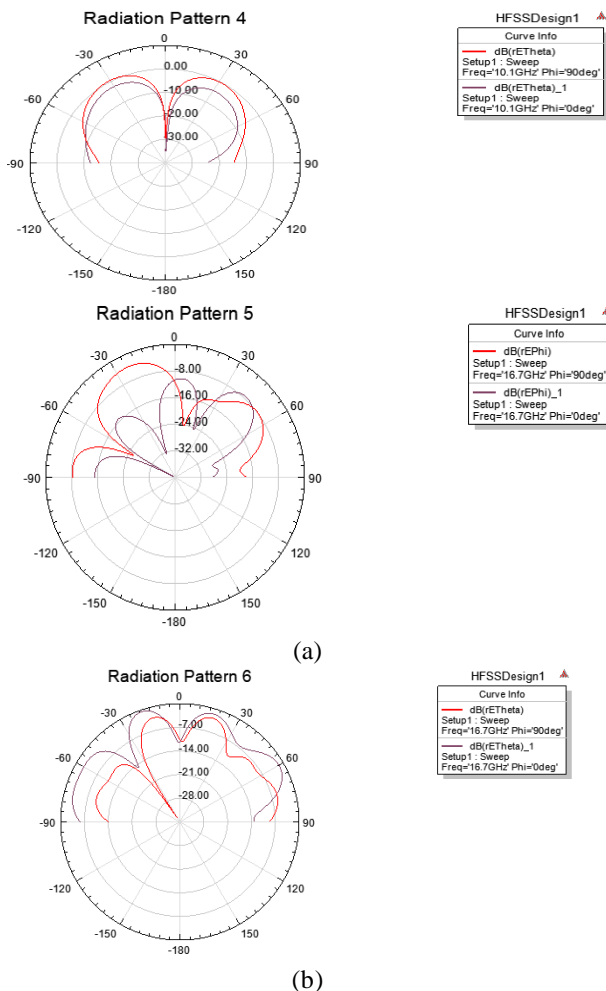 Radiation Pattern 4
HFSSDesign1
Curve Info
dB(rETheta)
Setup1 : Sweep
Freq='10.1GHz' Phi='90deg'
dB(rETheta)_1
Setup1 : Sweep
Freq='10.1GHz' Phi='0deg'
0
-30
30
0.00
-10.00
-20.00
-30.00
-60
60
-90
90
-120
120
-150
150
-180
Radiation Pattern 5
HFSSDesign1
Curve Info
dB(rEPhi)
Setup1 : Sweep
Freq='16.7GHz' Phi='90deg'
dB(rEPhi)_1
Setup1 : Sweep
Freq='16.7GHz' Phi='0deg'
0
-30
30
-8.00
-16.00
-24.00
-32.00
-60
60
-90
90
-120
120
-150
150
-180
(a)
Radiation Pattern 6
HFSSDesign1
Curve Info
dB(rETheta)
Setup1 : Sweep
Freq='16.7GHz' Phi='90deg'
dB(rETheta)_1
Setup1 : Sweep
Freq='16.7GHz' Phi='0deg'
0
-30
30
-7.00
-14.00
-21.00
-28.00
-60
60
-90
90
-120
120
-150
150
-180
(b)